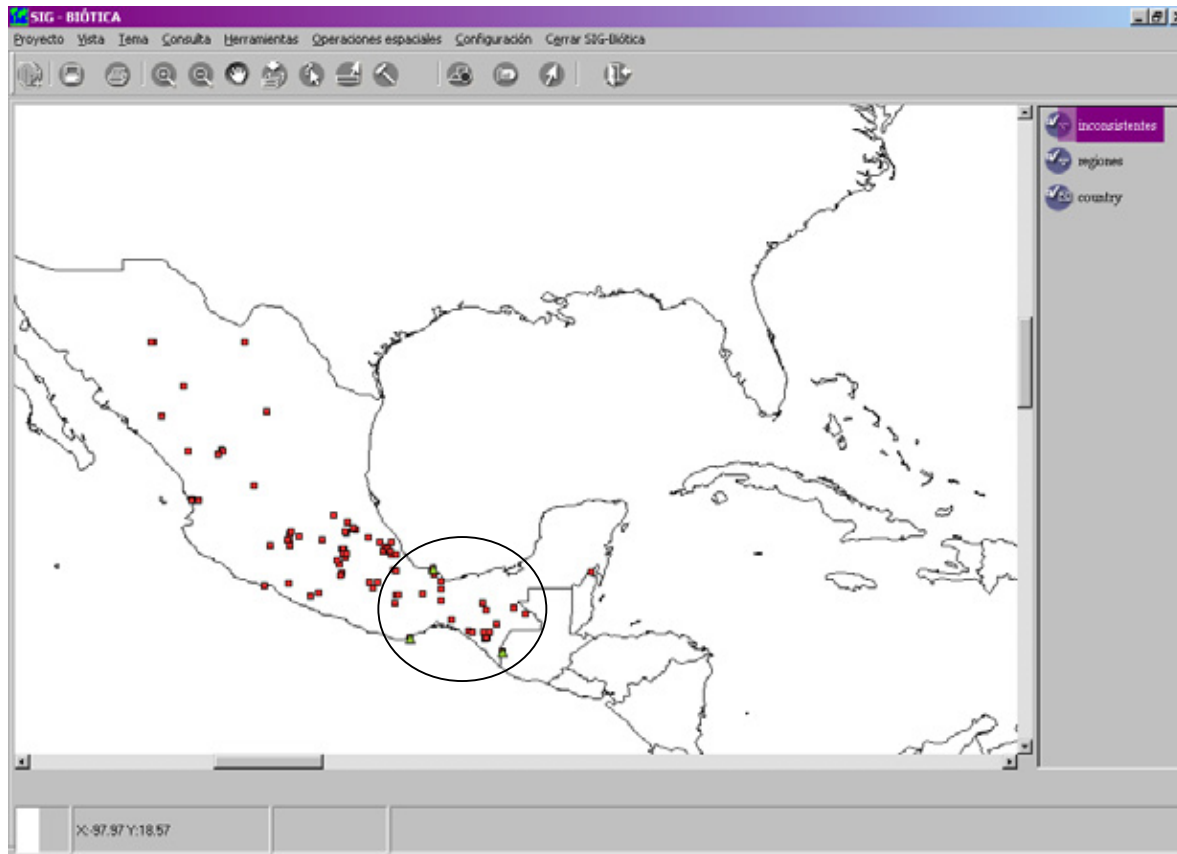 SIG - BIÓTICA
Proyecto Vista Tema Consulta Herramientas Operaciones espaciales Configuración Cerrar SIG-Biótica
inconsistentes
regiones
country
X:-97.97 Y:18.57